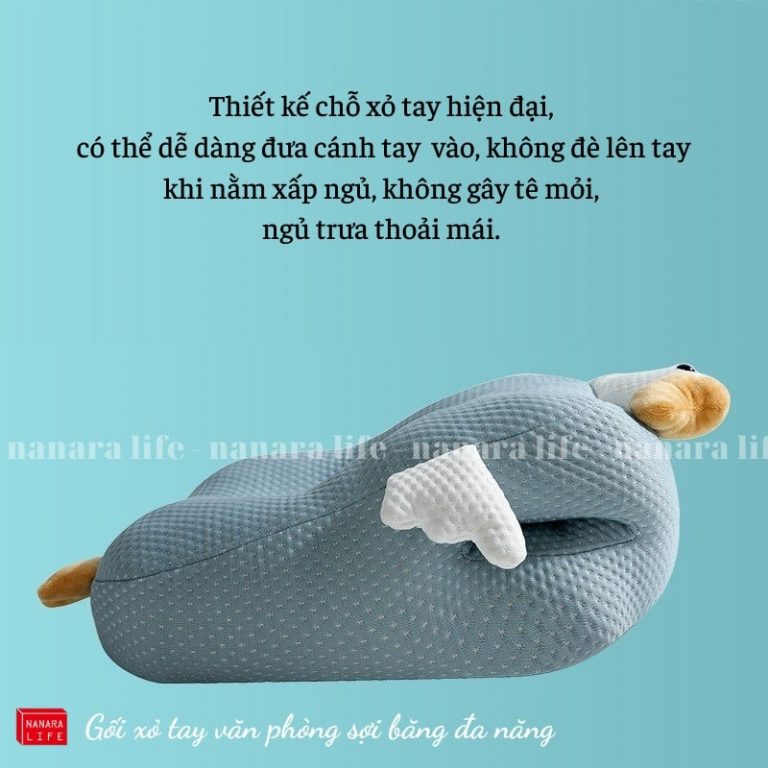 Thiết kế chỗ xỏ tay hiện đại,
có thể dễ dàng đưa cánh tay vào, không đè lên tay
khi nằm xấp ngủ, không gây tê mỏi,
ngủ trưa thoải mái.
nanara life - nanara life - nanara life - nanara life
NANARA
LIFE
Gối xỏ tay văn phòng sợi băng đa năng